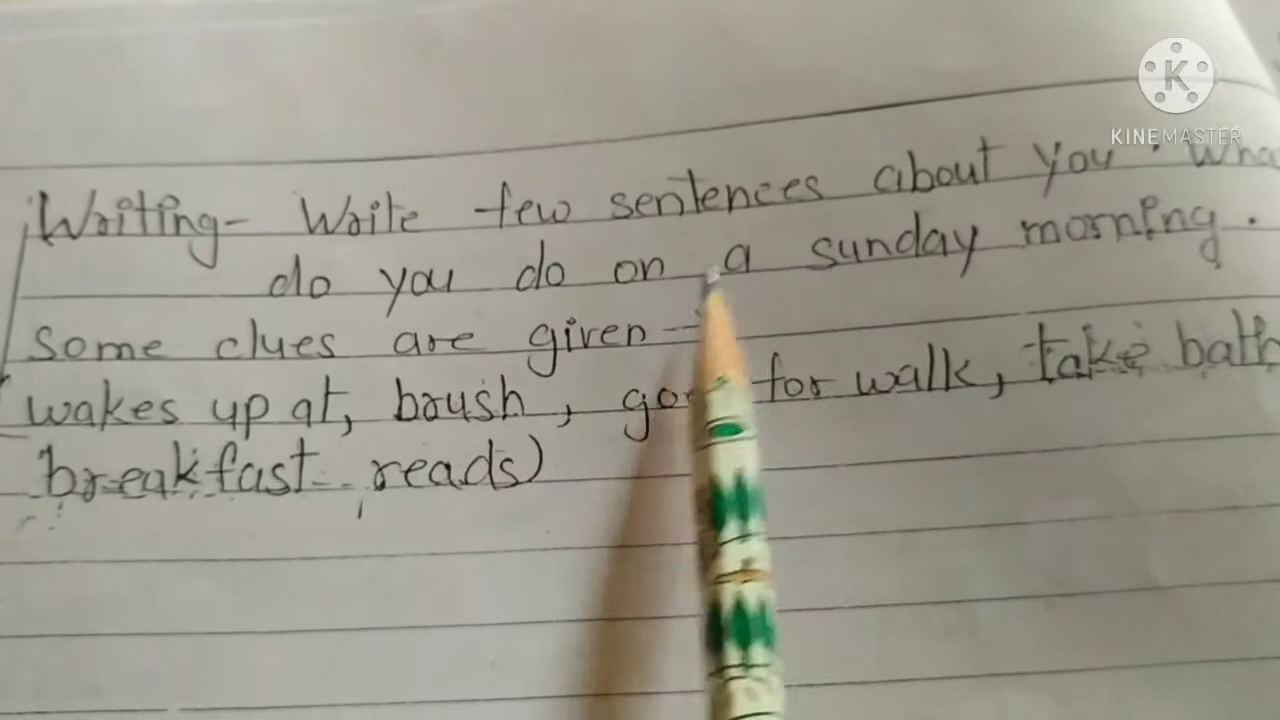 KINEMASTER
Writing- Write few sentences about you. Wha
do you do on a sunday morning.
Some clues are given-
wakes up at, brush, go for walk, take bath
breakfast, reads)